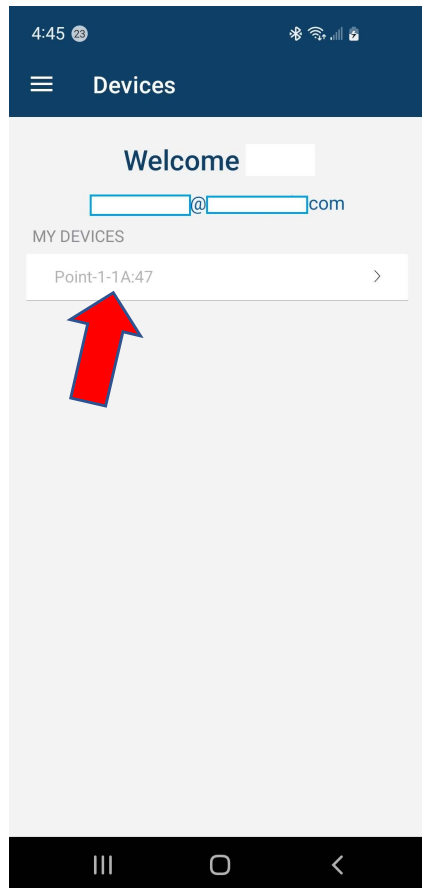 4:45 23
Devices
Welcome
@ com
MY DEVICES
Point-1-1A:47